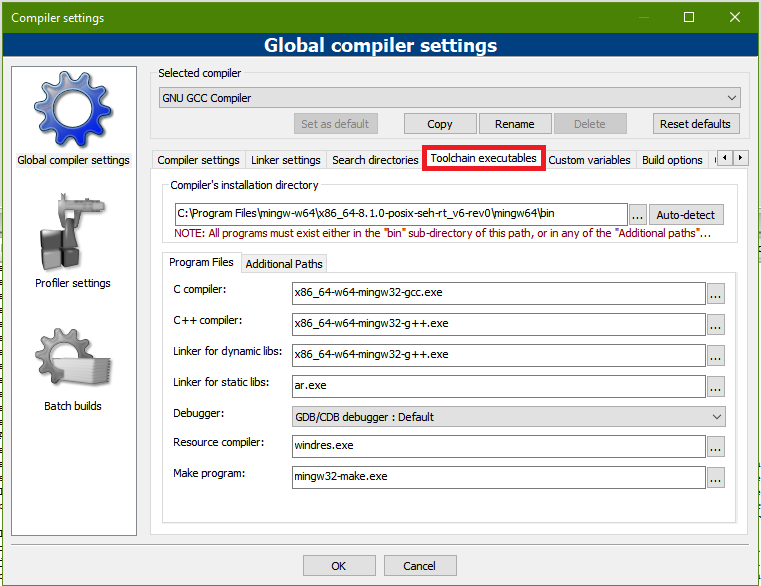 Compiler settings
Global compiler settings
Global compiler settings
Profiler settings
Batch builds
Selected compiler
GNU GCC Compiler
Set as default Copy Rename Delete Reset defaults
Compiler settings Linker settings Search directories Toolchain executables Custom variables Build options
Compiler's installation directory
C:\Program Files\mingw-w64\x86_64-8.1.0-posix-seh-rt_v6-rev0\mingw64\bin ... Auto-detect
NOTE: All programs must exist either in the "bin" sub-directory of this path, or in any of the "Additional paths"...
Program Files Additional Paths
C compiler: x86_64-w64-mingw32-gcc.exe ...
C++ compiler: x86_64-w64-mingw32-g++.exe ...
Linker for dynamic libs: x86_64-w64-mingw32-g++.exe ...
Linker for static libs: ar.exe ...
Debugger: GDB/CDB debugger : Default
Resource compiler: windres.exe ...
Make program: mingw32-make.exe ...
OK Cancel